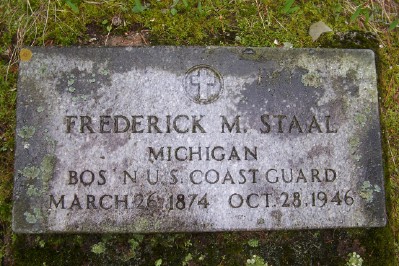 FREDERICK M. STAAL
MICHIGAN
BOS'N U.S. COAST GUARD
MARCH 26 1874 OCT. 28. 1946